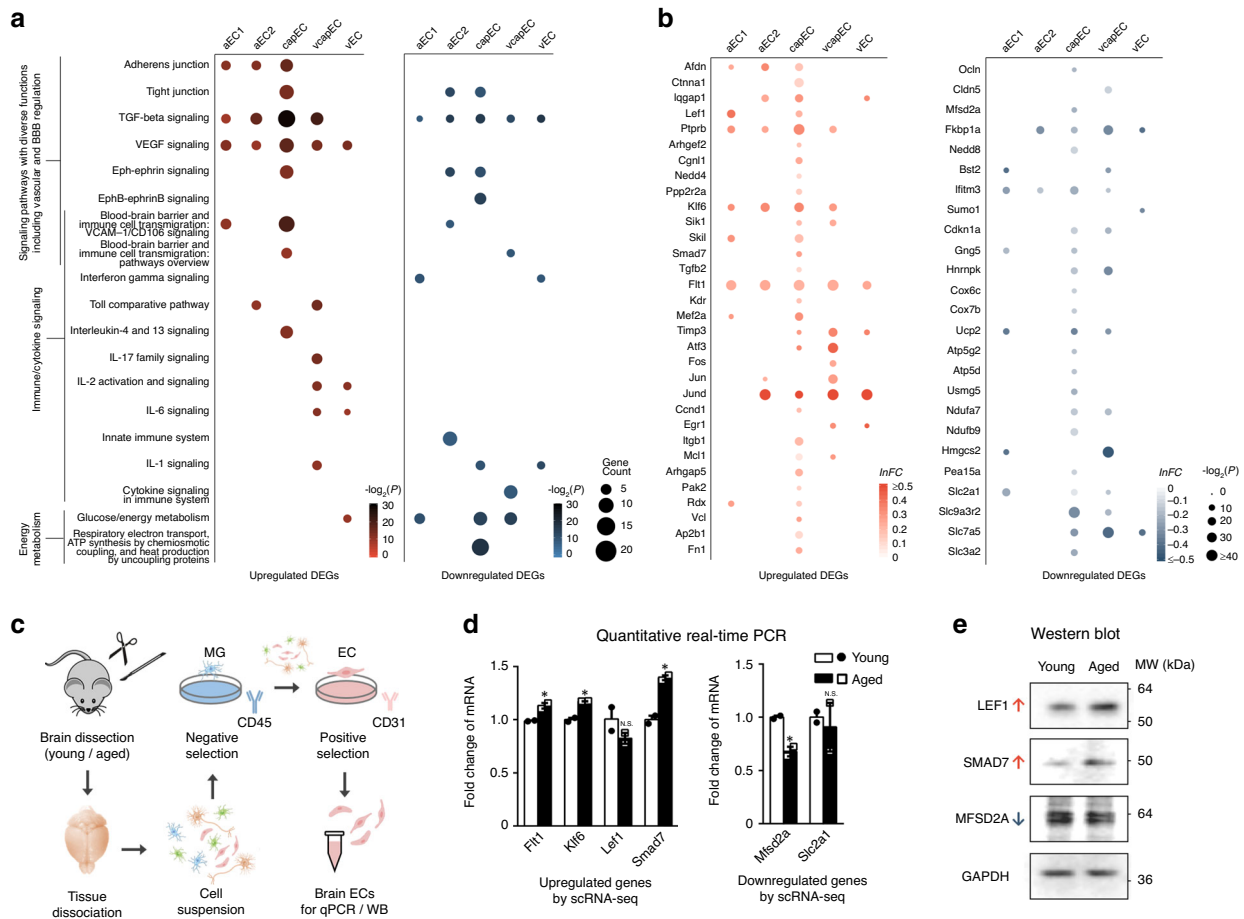 a
aEC1
aEC2
capEC
vcapEC
vEC
aEC1
aEC2
capEC
vcapEC
vEC
Signaling pathways with diverse functions
including vascular and BBB regulation
Adherens junction
Tight junction
TGF-beta signaling
VEGF signaling
Eph-ephrin signaling
EphB-ephrinB signaling
Blood-brain barrier and
immune cell transmigration:
VCAM–1/CD106 signaling
Blood-brain barrier and
immune cell transmigration:
pathways overview
Immune/cytokine signaling
Interferon gamma signaling
Toll comparative pathway
Interleukin-4 and 13 signaling
IL-17 family signaling
IL-2 activation and signaling
IL-6 signaling
Innate immune system
IL-1 signaling
Cytokine signaling
in immune system
Energy
metabolism
Glucose/energy metabolism
Respiratory electron transport,
ATP synthesis by chemiosmotic
coupling, and heat production
by uncoupling proteins
-log2(P)
30
20
10
0
-log2(P)
30
20
10
0
Gene
Count
5
10
15
20
Upregulated DEGs
Downregulated DEGs
b
aEC1
aEC2
capEC
vcapEC
vEC
Afdn
Ctnna1
Iqgap1
Lef1
Ptprb
Arhgef2
Cgnl1
Nedd4
Ppp2r2a
Klf6
Sik1
Skil
Smad7
Tgfb2
Flt1
Kdr
Mef2a
Timp3
Atf3
Fos
Jun
Jund
Ccnd1
Egr1
Itgb1
Mcl1
Arhgap5
Pak2
Rdx
Vcl
Ap2b1
Fn1
lnFC
≥0.5
0.4
0.3
0.2
0.1
0
Upregulated DEGs
aEC1
aEC2
capEC
vcapEC
vEC
Ocln
Cldn5
Mfsd2a
Fkbp1a
Nedd8
Bst2
Ifitm3
Sumo1
Cdkn1a
Gng5
Hnrnpk
Cox6c
Cox7b
Ucp2
Atp5g2
Atp5d
Usmg5
Ndufa7
Ndufb9
Hmgcs2
Pea15a
Slc2a1
Slc9a3r2
Slc7a5
Slc3a2
lnFC
0
–0.1
–0.2
–0.3
–0.4
≤–0.5
-log2(P)
0
10
20
30
≥40
Downregulated DEGs
c
MG
EC
CD45
CD31
Brain dissection
(young / aged)
Negative
selection
Positive
selection
Tissue
dissociation
Cell
suspension
Brain ECs
for qPCR / WB
d
Quantitative real-time PCR
Fold change of mRNA
1.5
1.0
0.5
0
*
*
N.S.
*
Flt1
Klf6
Lef1
Smad7
Upregulated genes
by scRNA-seq
Fold change of mRNA
1.5
1.0
0.5
0
Young
Aged
*
N.S.
Mfsd2a
Slc2a1
Downregulated genes
by scRNA-seq
e
Western blot
Young Aged MW (kDa)
LEF1
64
50
SMAD7
50
MFSD2A
64
GAPDH
36